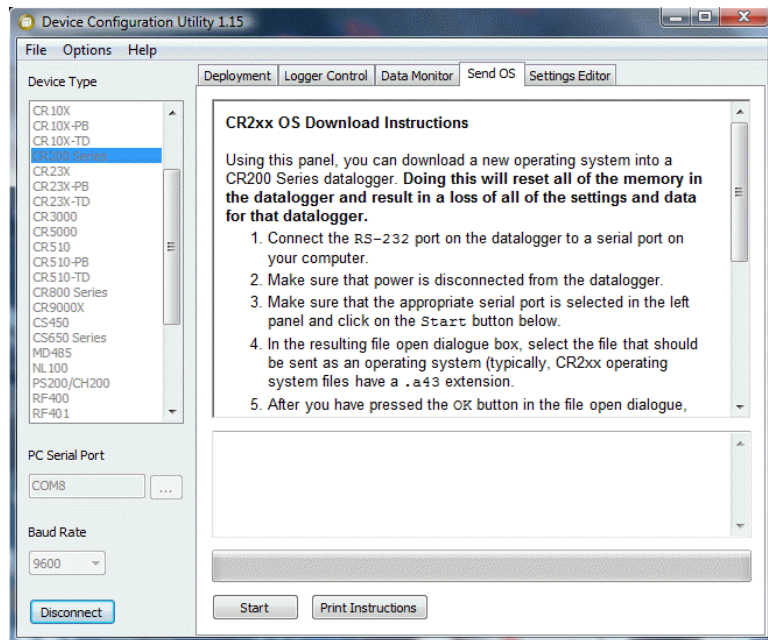 Device Configuration Utility 1.15
File Options Help
Device Type
CR10X
CR10X-PB
CR10X-TD
CR200 Series
CR23X
CR23X-PB
CR23X-TD
CR3000
CR5000
CR510
CR510-PB
CR510-TD
CR800 Series
CR9000X
CS450
CS650 Series
MD485
NL100
PS200/CH200
RF400
RF401
PC Serial Port
COM8
...
Baud Rate
9600
Disconnect
Deployment Logger Control Data Monitor Send OS Settings Editor
CR2xx OS Download Instructions
Using this panel, you can download a new operating system into a
CR200 Series datalogger. Doing this will reset all of the memory in
the datalogger and result in a loss of all of the settings and data
for that datalogger.
1. Connect the RS-232 port on the datalogger to a serial port on
your computer.
2. Make sure that power is disconnected from the datalogger.
3. Make sure that the appropriate serial port is selected in the left
panel and click on the Start button below.
4. In the resulting file open dialogue box, select the file that should
be sent as an operating system (typically, CR2xx operating
system files have a .a43 extension.
5. After you have pressed the OK button in the file open dialogue,
Start Print Instructions